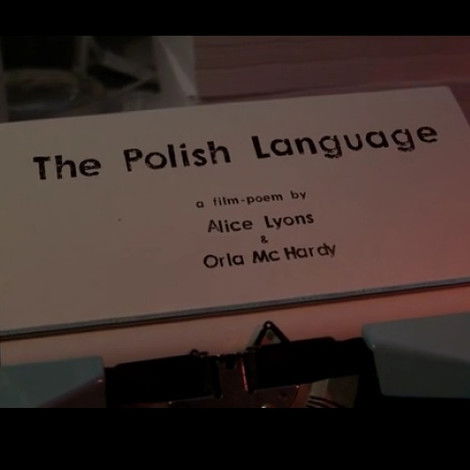 The Polish Language
a film-poem by
Alice Lyons
&
Orla Mc Hardy